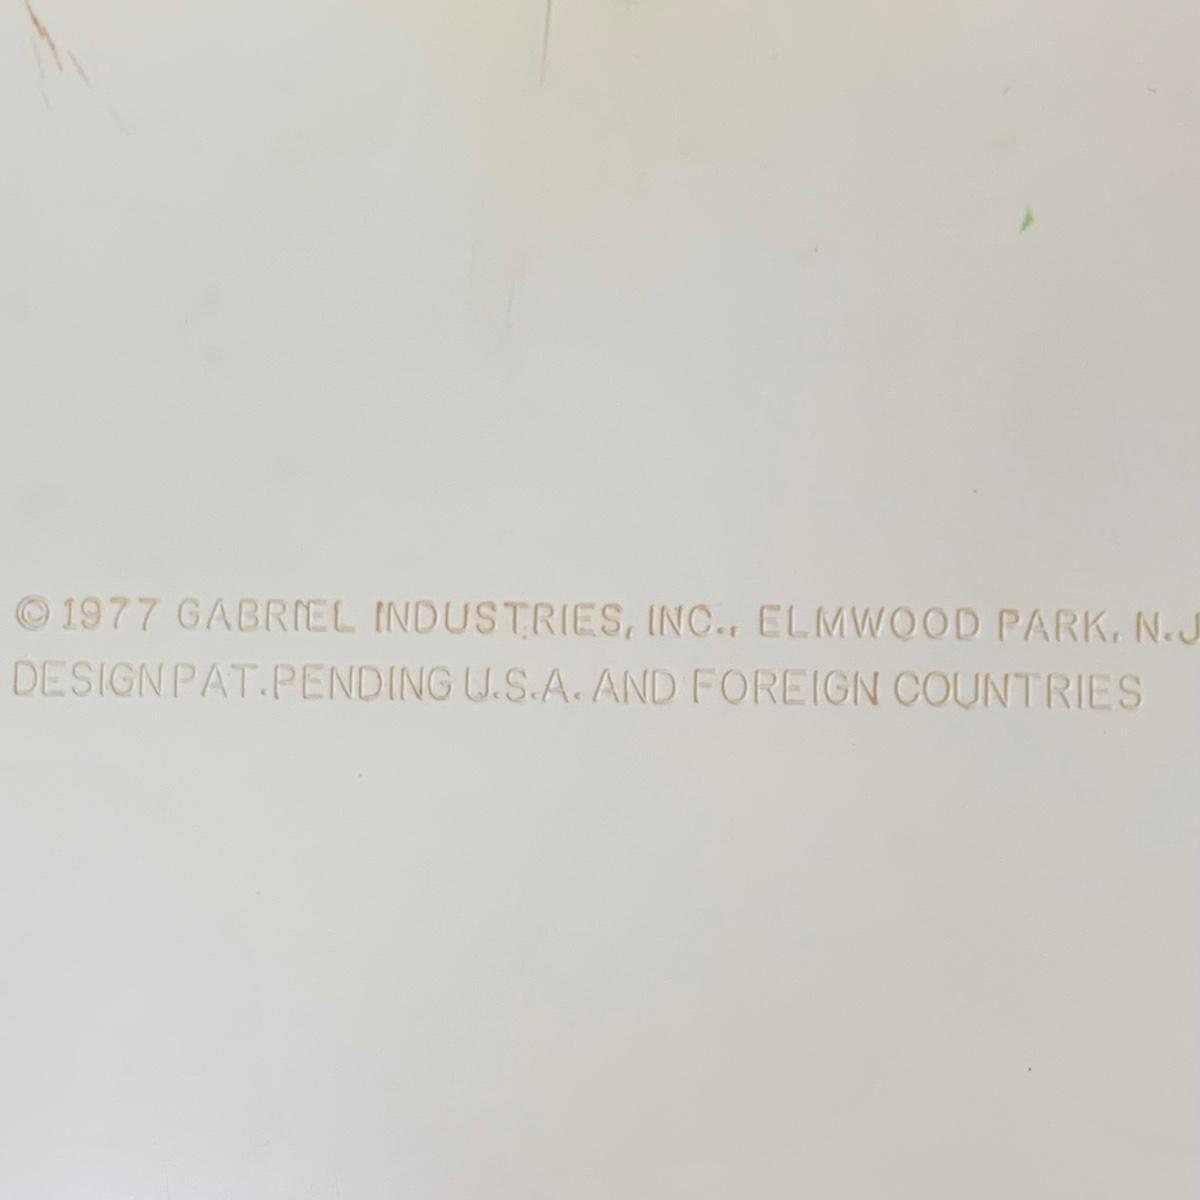 © 1977 GABRIEL INDUSTRIES, INC., ELMWOOD PARK, N.J
DESIGN PAT. PENDING U.S.A. AND FOREIGN COUNTRIES